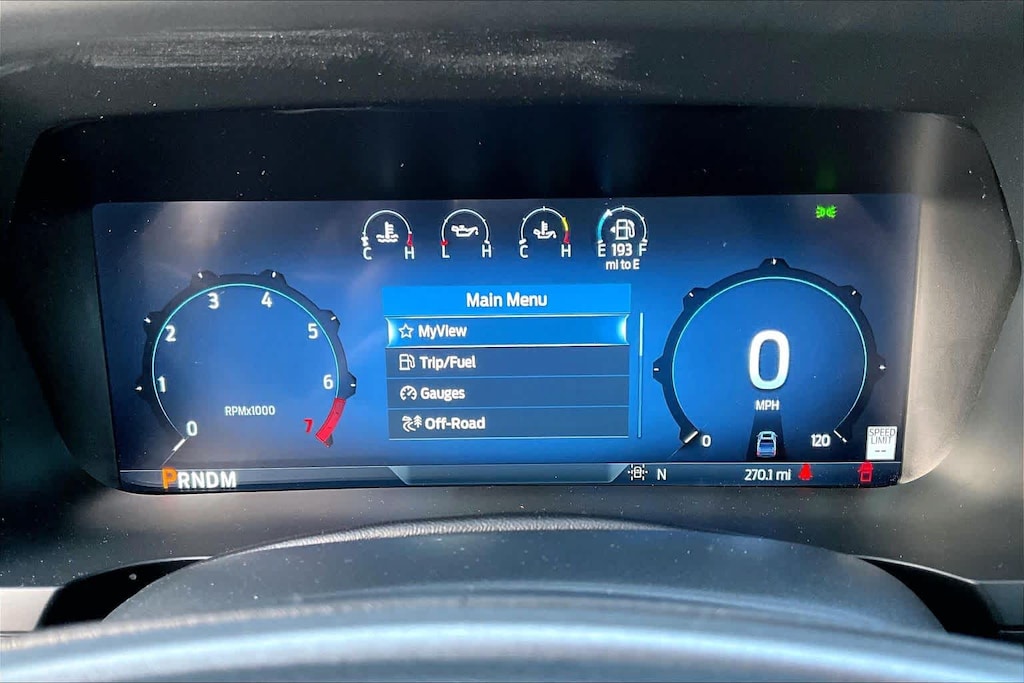 C H
L H
C H
E 193 F
mi to E
Main Menu
MyView
Trip/Fuel
Gauges
Off-Road
0
1
2
3
4
5
6
7
RPMx1000
0
MPH
0
120
SPEED
LIMIT
--
PRNDM
N
270.1 mi